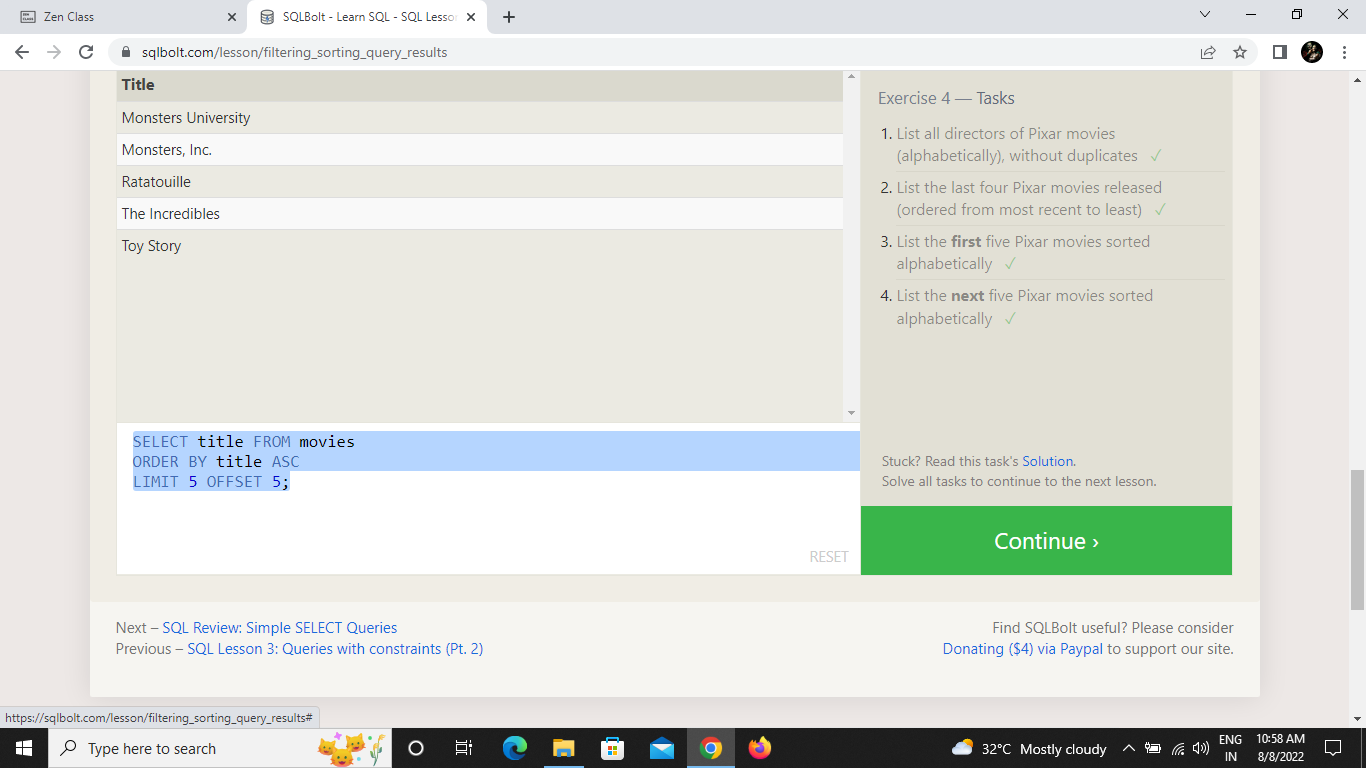 Zen Class
SQLBolt - Learn SQL - SQL Lesson
sqlbolt.com/lesson/filtering_sorting_query_results
Title
Monsters University
Monsters, Inc.
Ratatouille
The Incredibles
Toy Story
SELECT title FROM movies
ORDER BY title ASC
LIMIT 5 OFFSET 5;
RESET
Exercise 4 — Tasks
1. List all directors of Pixar movies
(alphabetically), without duplicates ✓
2. List the last four Pixar movies released
(ordered from most recent to least) ✓
3. List the first five Pixar movies sorted
alphabetically ✓
4. List the next five Pixar movies sorted
alphabetically ✓
Stuck? Read this task's Solution.
Solve all tasks to continue to the next lesson.
Continue ›
Next – SQL Review: Simple SELECT Queries
Previous – SQL Lesson 3: Queries with constraints (Pt. 2)
Find SQLBolt useful? Please consider
Donating ($4) via Paypal to support our site.
https://sqlbolt.com/lesson/filtering_sorting_query_results#
Type here to search
32°C Mostly cloudy
ENG
IN
10:58 AM
8/8/2022